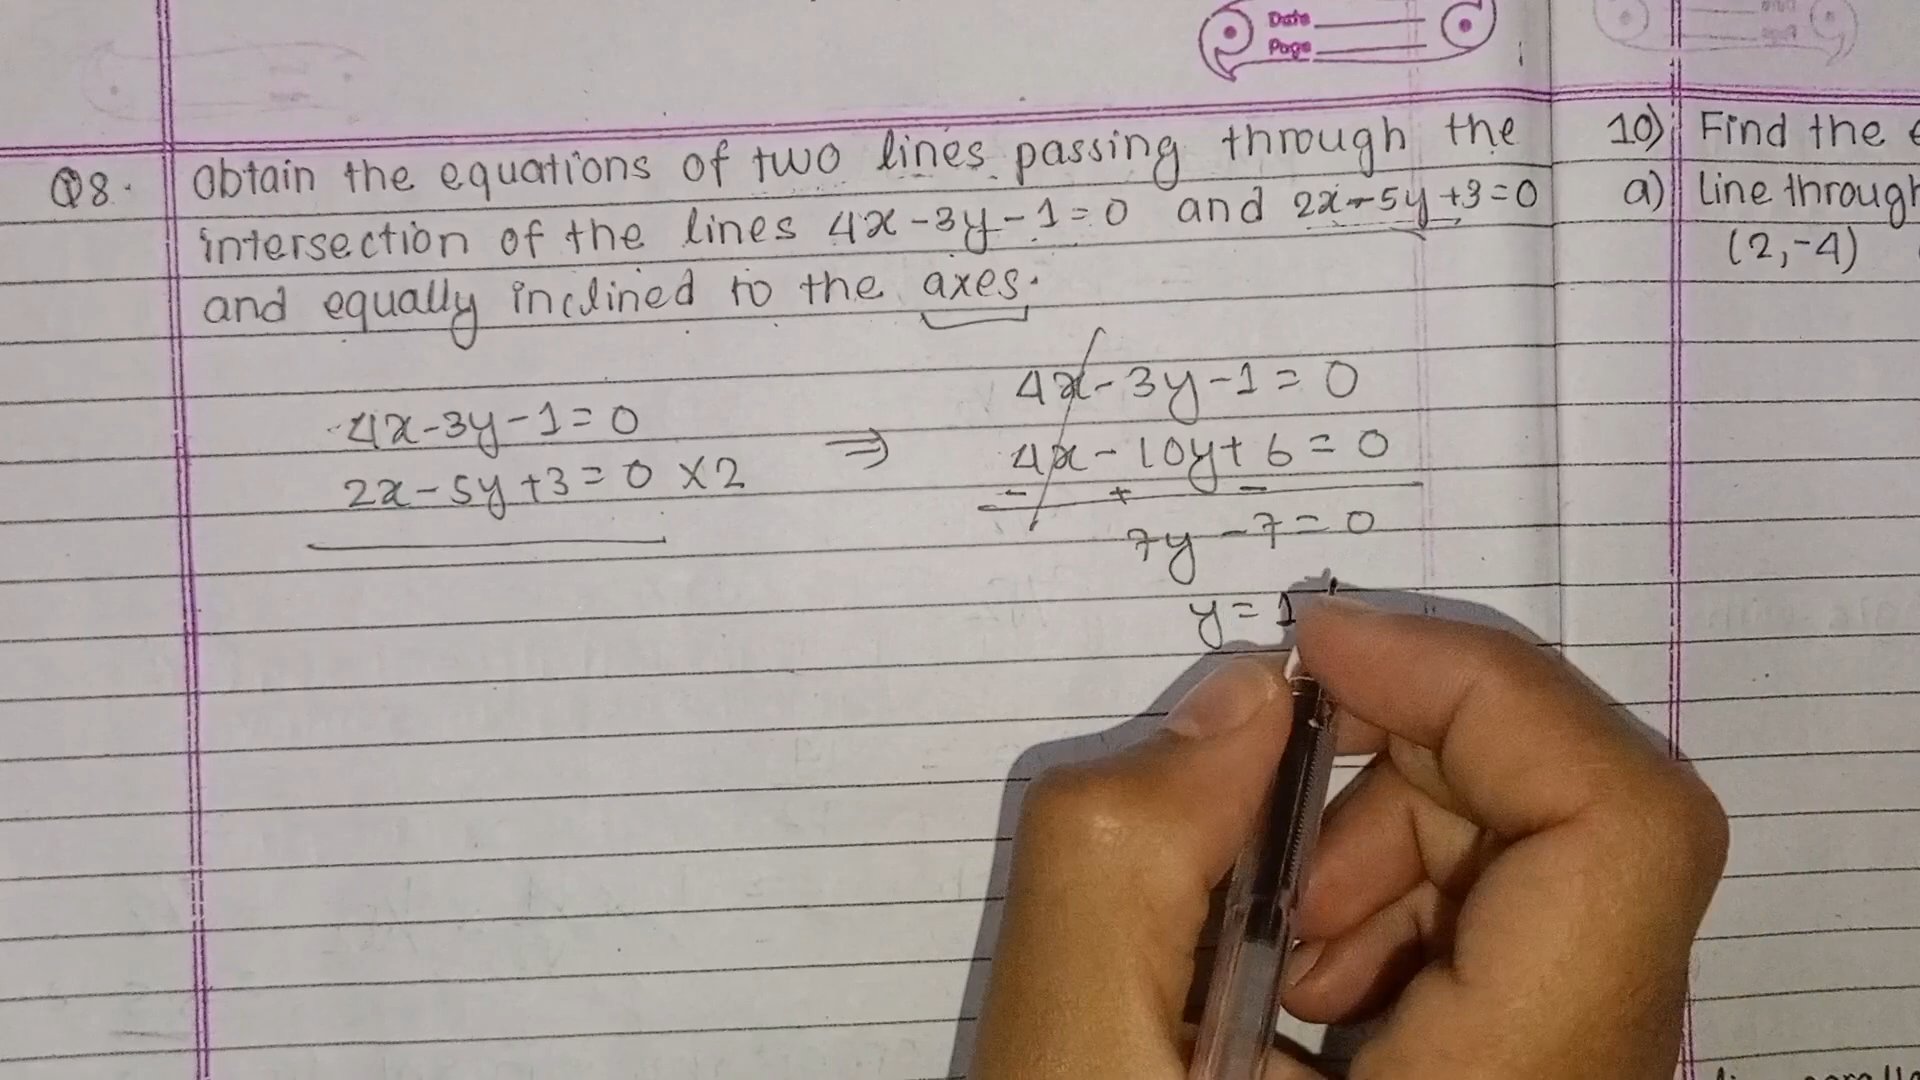 Date
Page
Q8. Obtain the equations of two lines passing through the
intersection of the lines 4x-3y-1=0 and 2x-5y+3=0
and equally inclined to the axes.
4x-3y-1=0
2x-5y+3=0 ×2
⇒
4x-3y-1=0
4x-10y+6=0
- + -
7y-7=0
y=1
10) Find the
a) line through
(2,-4)